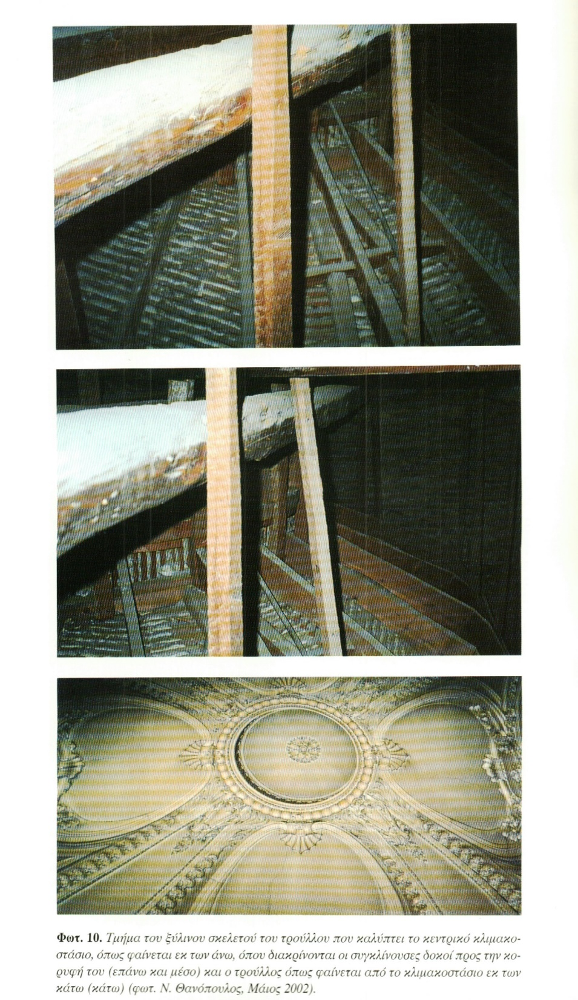 Φωτ. 10. Τμήμα του ξύλινου σκελετού του τρούλλου που καλύπτει το κεντρικό κλιμακο-
στάσιο, όπως φαίνεται εκ των άνω, όπου διακρίνονται οι συγκλίνουσες δοκοί προς την κο-
ρυφή του (επάνω και μέσο) και ο τρούλλος όπως φαίνεται από το κλιμακοστάσιο εκ των
κάτω (κάτω) (φωτ. Ν. Θανόπουλος, Μάιος 2002).